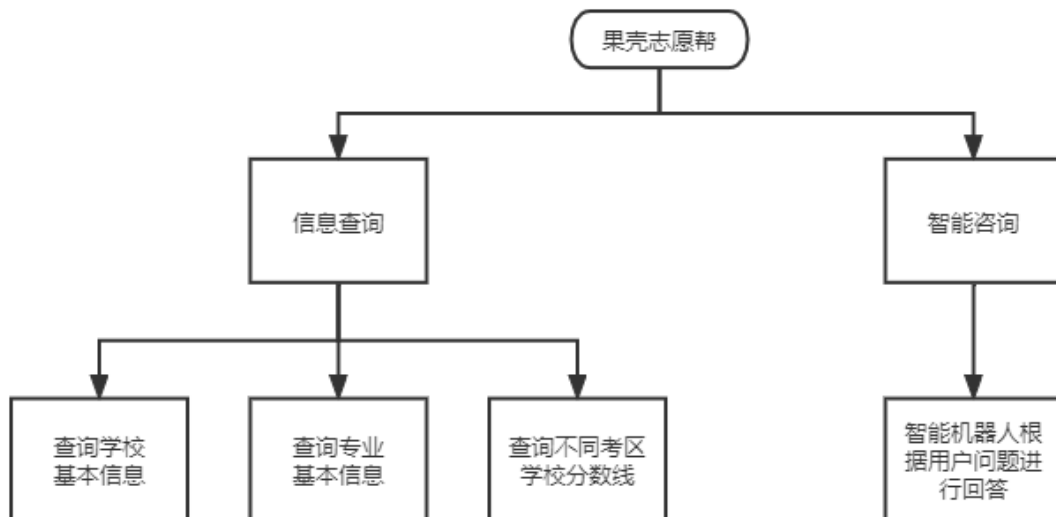 果壳志愿帮
信息查询
智能咨询
查询学校
基本信息
查询专业
基本信息
查询不同考区
学校分数线
智能机器人根
据用户问题进
行回答